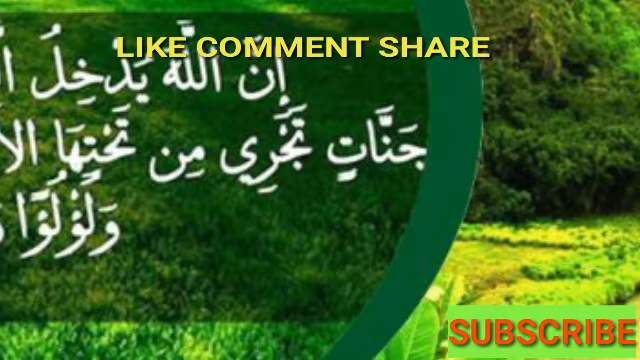 LIKE COMMENT SHARE
إِنَّ اللَّهَ يُدْخِلُ
جَنَّاتٍ تَجْرِي مِن تَحْتِهَا
وَلُؤْلُؤًا
SUBSCRIBE